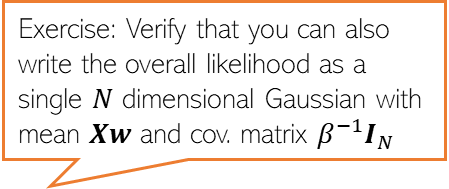 Exercise: Verify that you can also
write the overall likelihood as a
single N dimensional Gaussian with
mean Xw and cov. matrix β⁻¹I_N